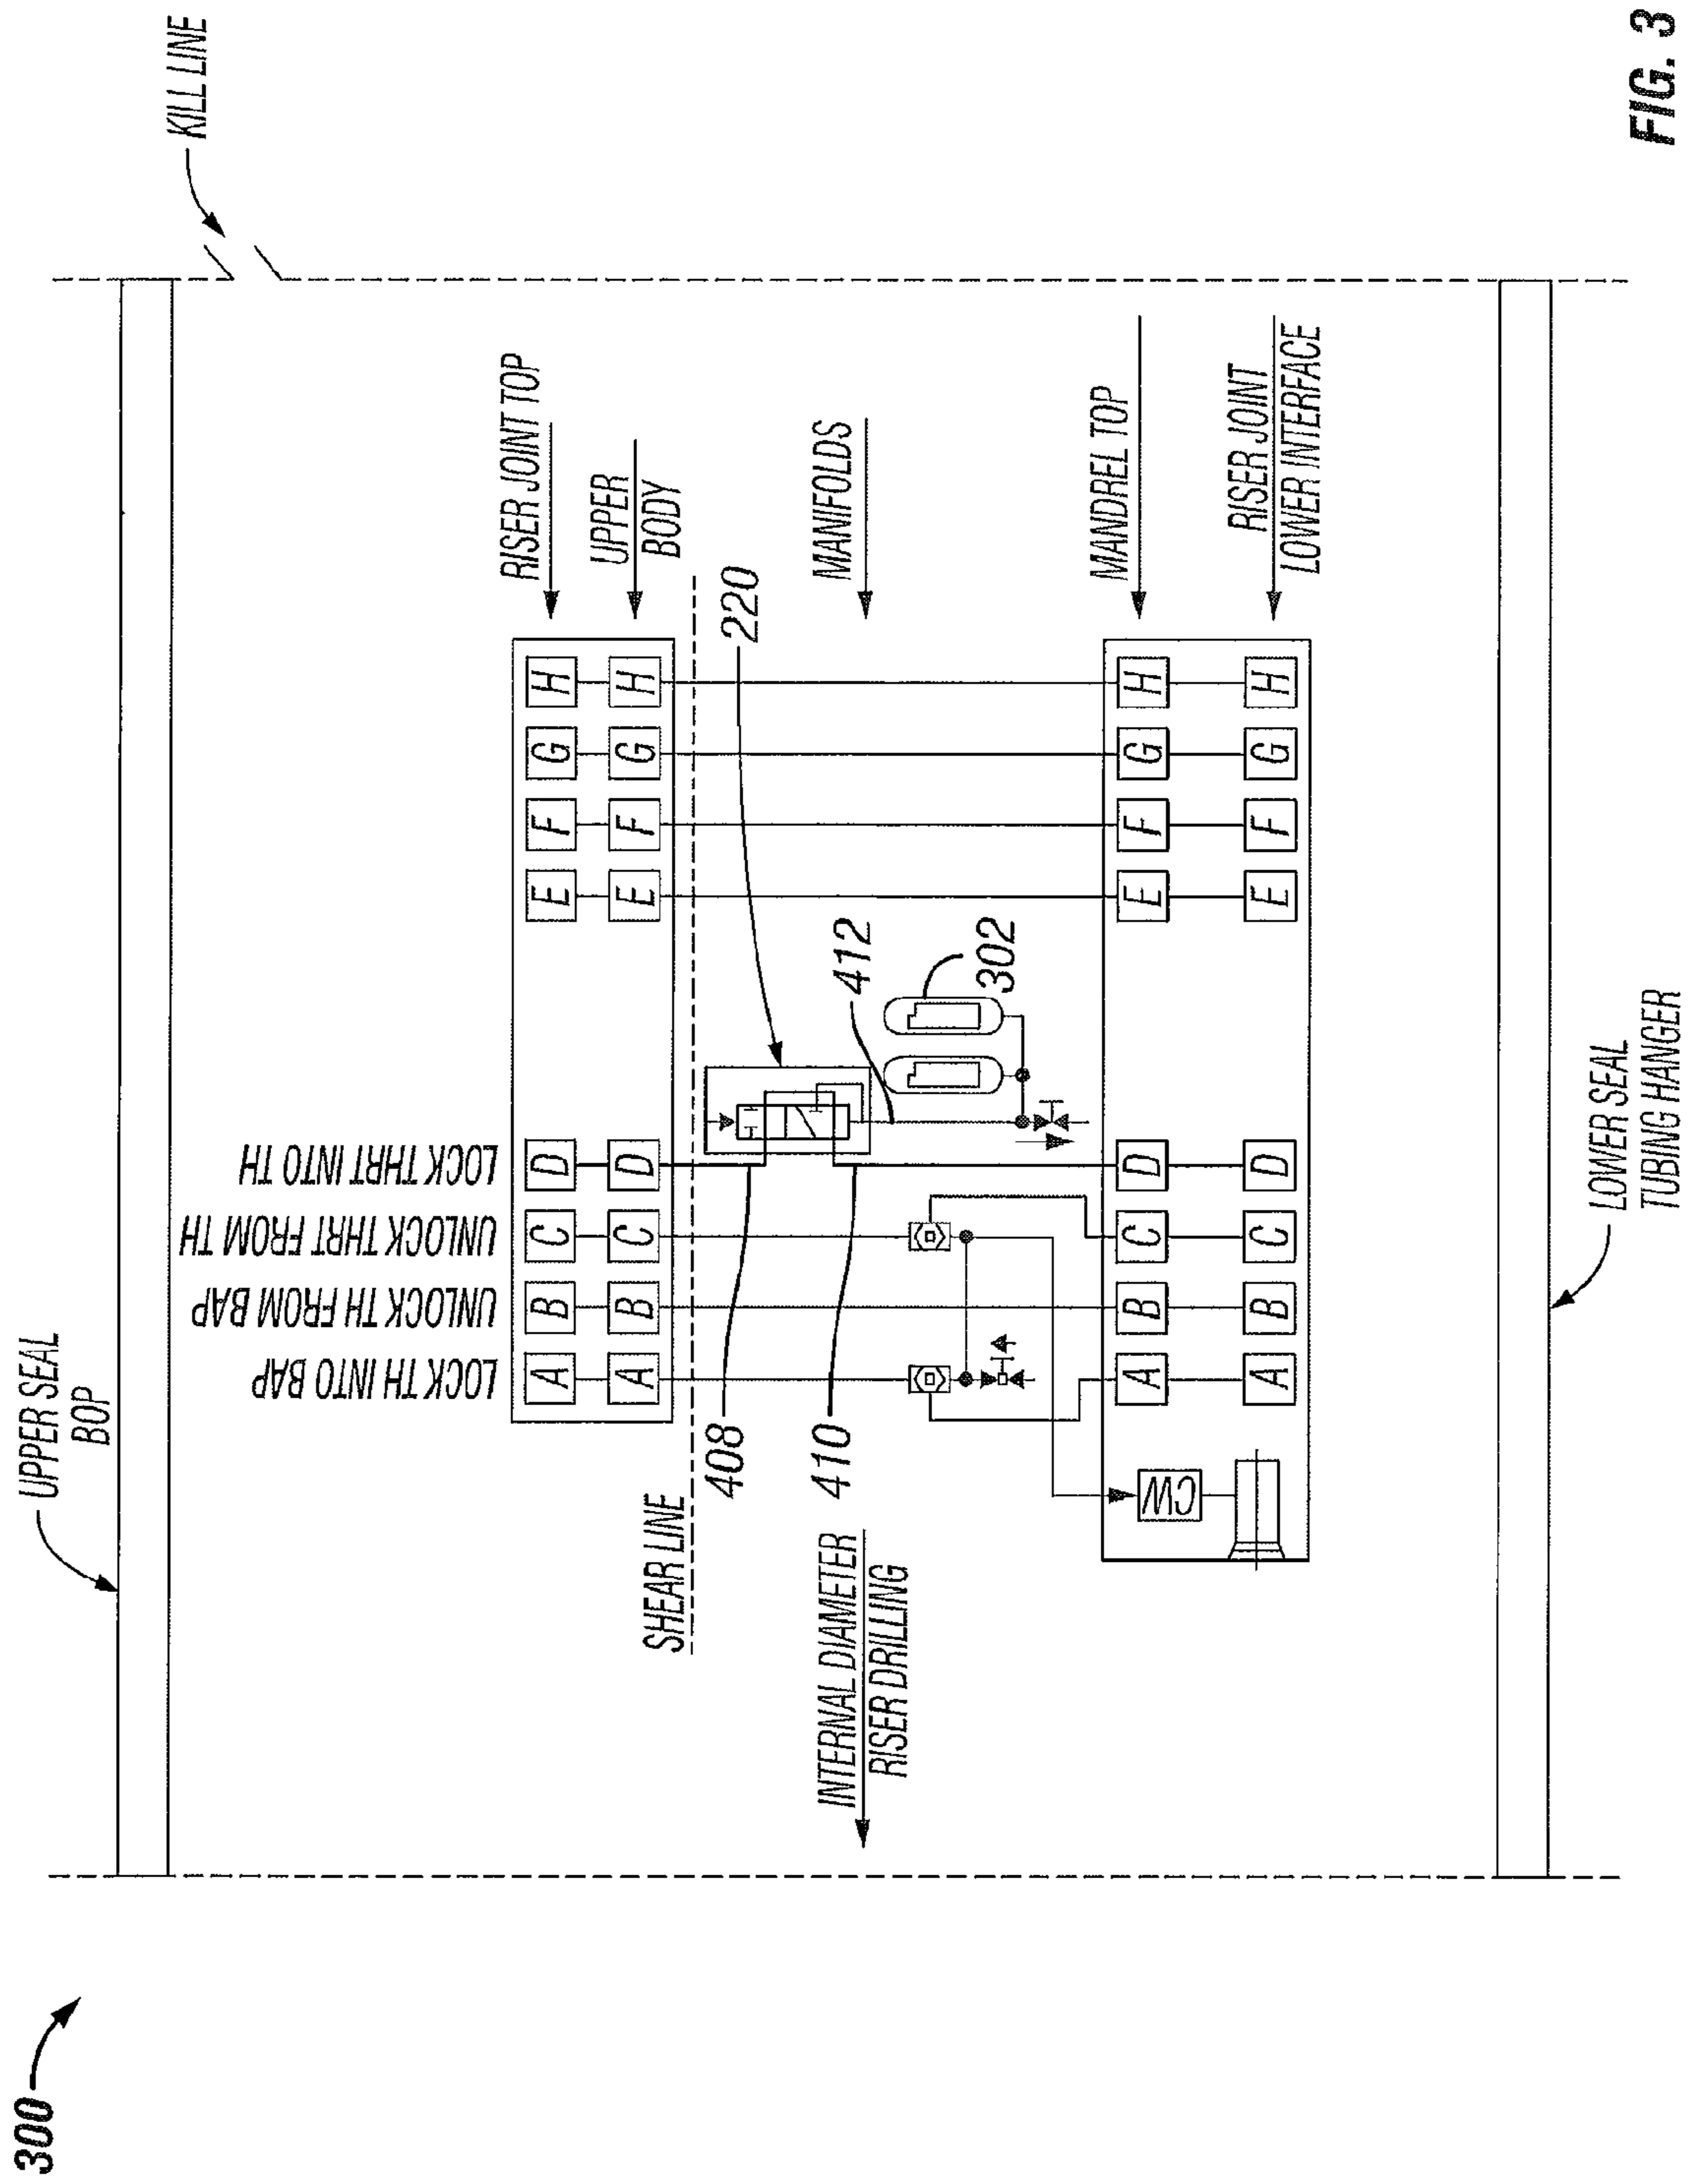 300
UPPER SEAL
BOP
KILL LINE
LOCK TH INTO BAP
UNLOCK TH FROM BAP
UNLOCK THRT FROM TH
LOCK THRT INTO TH
RISER JOINT TOP
UPPER
BODY
A B C D E F G H
A B C D E F G H
SHEAR LINE
408
220
INTERNAL DIAMETER
RISER DRILLING
410
412
MANIFOLDS
302
CW
A B C D E F G H
A B C D E F G H
MANDREL TOP
RISER JOINT
LOWER INTERFACE
LOWER SEAL
TUBING HANGER
FIG. 3